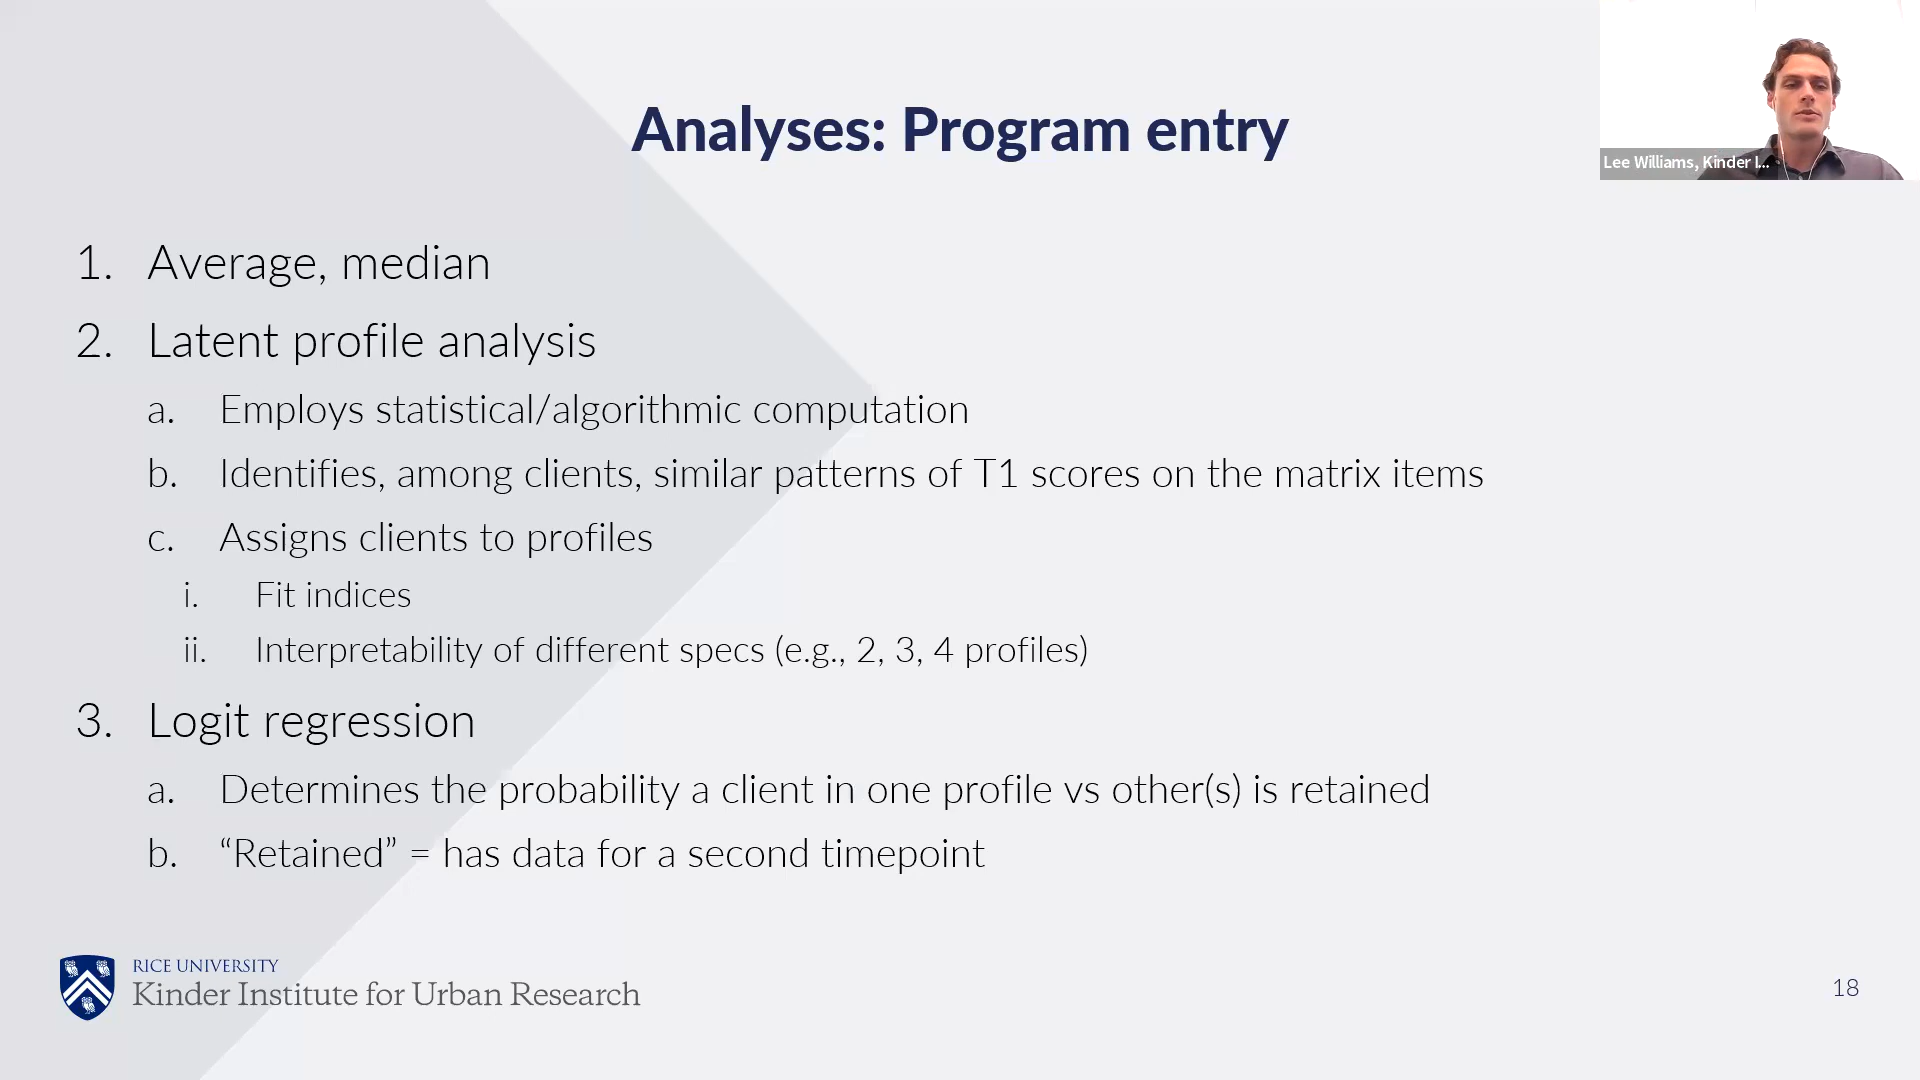 Analyses: Program entry
Lee Williams, Kinder I...
1. Average, median
2. Latent profile analysis
a. Employs statistical/algorithmic computation
b. Identifies, among clients, similar patterns of T1 scores on the matrix items
c. Assigns clients to profiles
i. Fit indices
ii. Interpretability of different specs (e.g., 2, 3, 4 profiles)
3. Logit regression
a. Determines the probability a client in one profile vs other(s) is retained
b. “Retained” = has data for a second timepoint
RICE UNIVERSITY
Kinder Institute for Urban Research
18